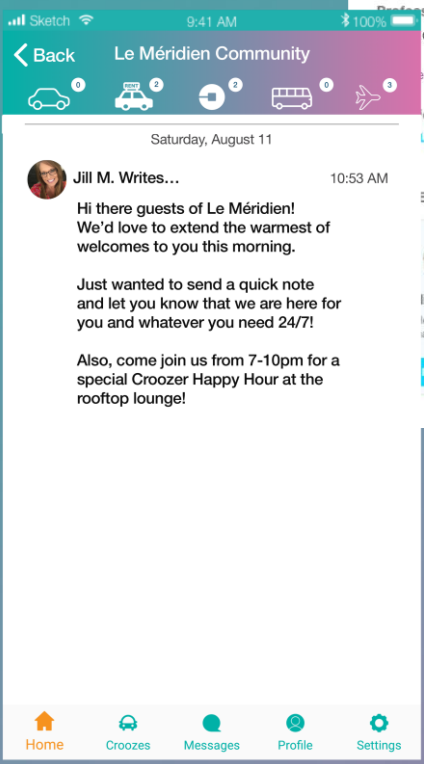 Sketch 9:41 AM 100%
Back Le Méridien Community
0 RENT 2 2 0 3
Saturday, August 11
Jill M. Writes... 10:53 AM
Hi there guests of Le Méridien!
We'd love to extend the warmest of
welcomes to you this morning.
Just wanted to send a quick note
and let you know that we are here for
you and whatever you need 24/7!
Also, come join us from 7-10pm for a
special Croozer Happy Hour at the
rooftop lounge!
Home Croozes Messages Profile Settings